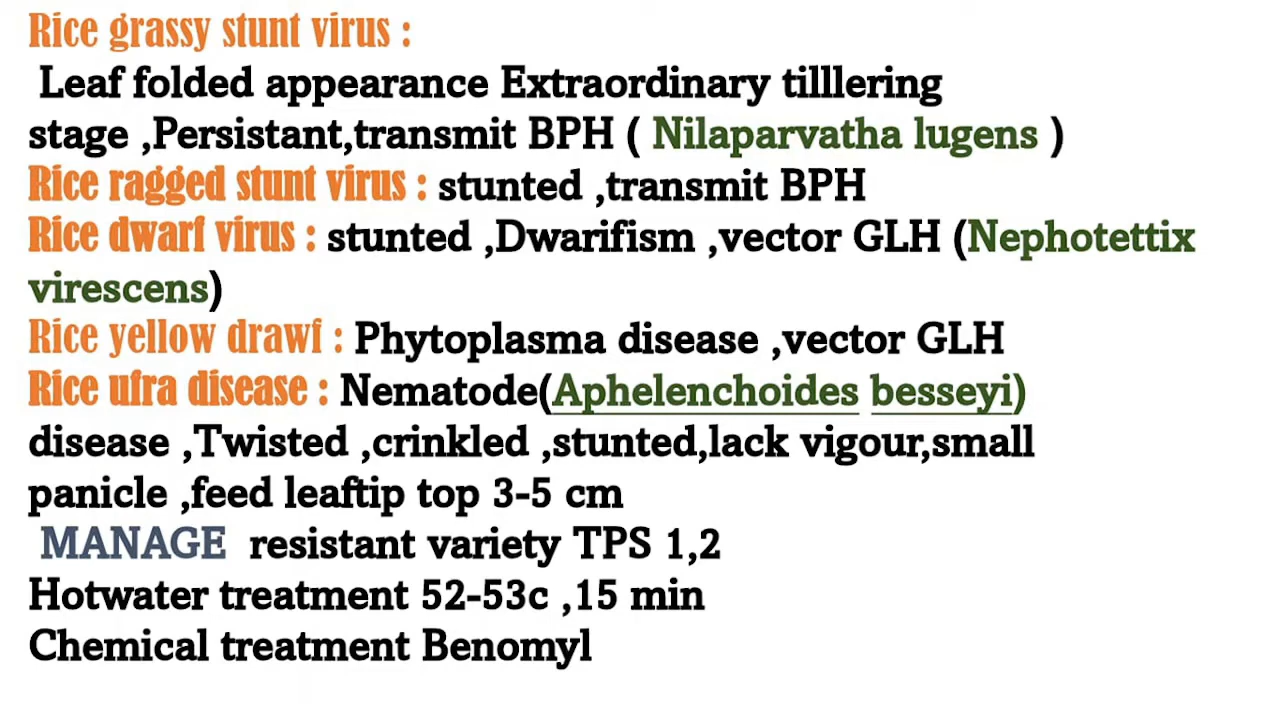 Rice grassy stunt virus :
Leaf folded appearance Extraordinary tilllering
stage ,Persistant,transmit BPH ( Nilaparvatha lugens )
Rice ragged stunt virus : stunted ,transmit BPH
Rice dwarf virus : stunted ,Dwarifism ,vector GLH (Nephotettix
virescens)
Rice yellow drawf : Phytoplasma disease ,vector GLH
Rice ufra disease : Nematode(Aphelenchoides besseyi)
disease ,Twisted ,crinkled ,stunted,lack vigour,small
panicle ,feed leaftip top 3-5 cm
MANAGE resistant variety TPS 1,2
Hotwater treatment 52-53c ,15 min
Chemical treatment Benomyl